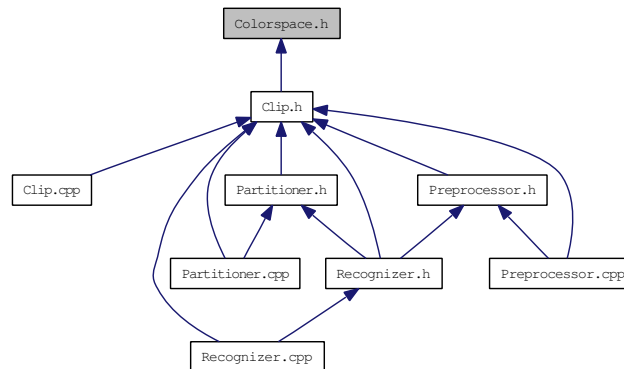 Colorspace.h
Clip.h
Clip.cpp
Partitioner.h
Preprocessor.h
Partitioner.cpp
Recognizer.h
Preprocessor.cpp
Recognizer.cpp